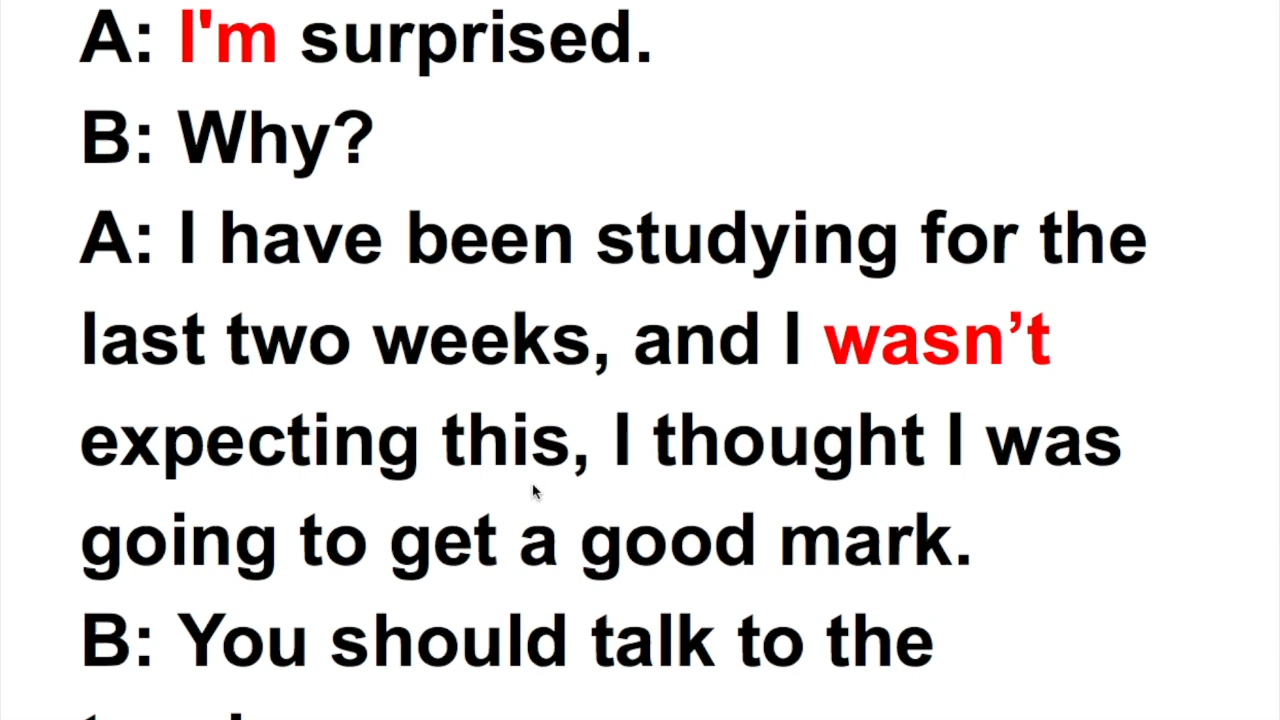 A: I'm surprised.
B: Why?
A: I have been studying for the
last two weeks, and I wasn’t
expecting this, I thought I was
going to get a good mark.
B: You should talk to the